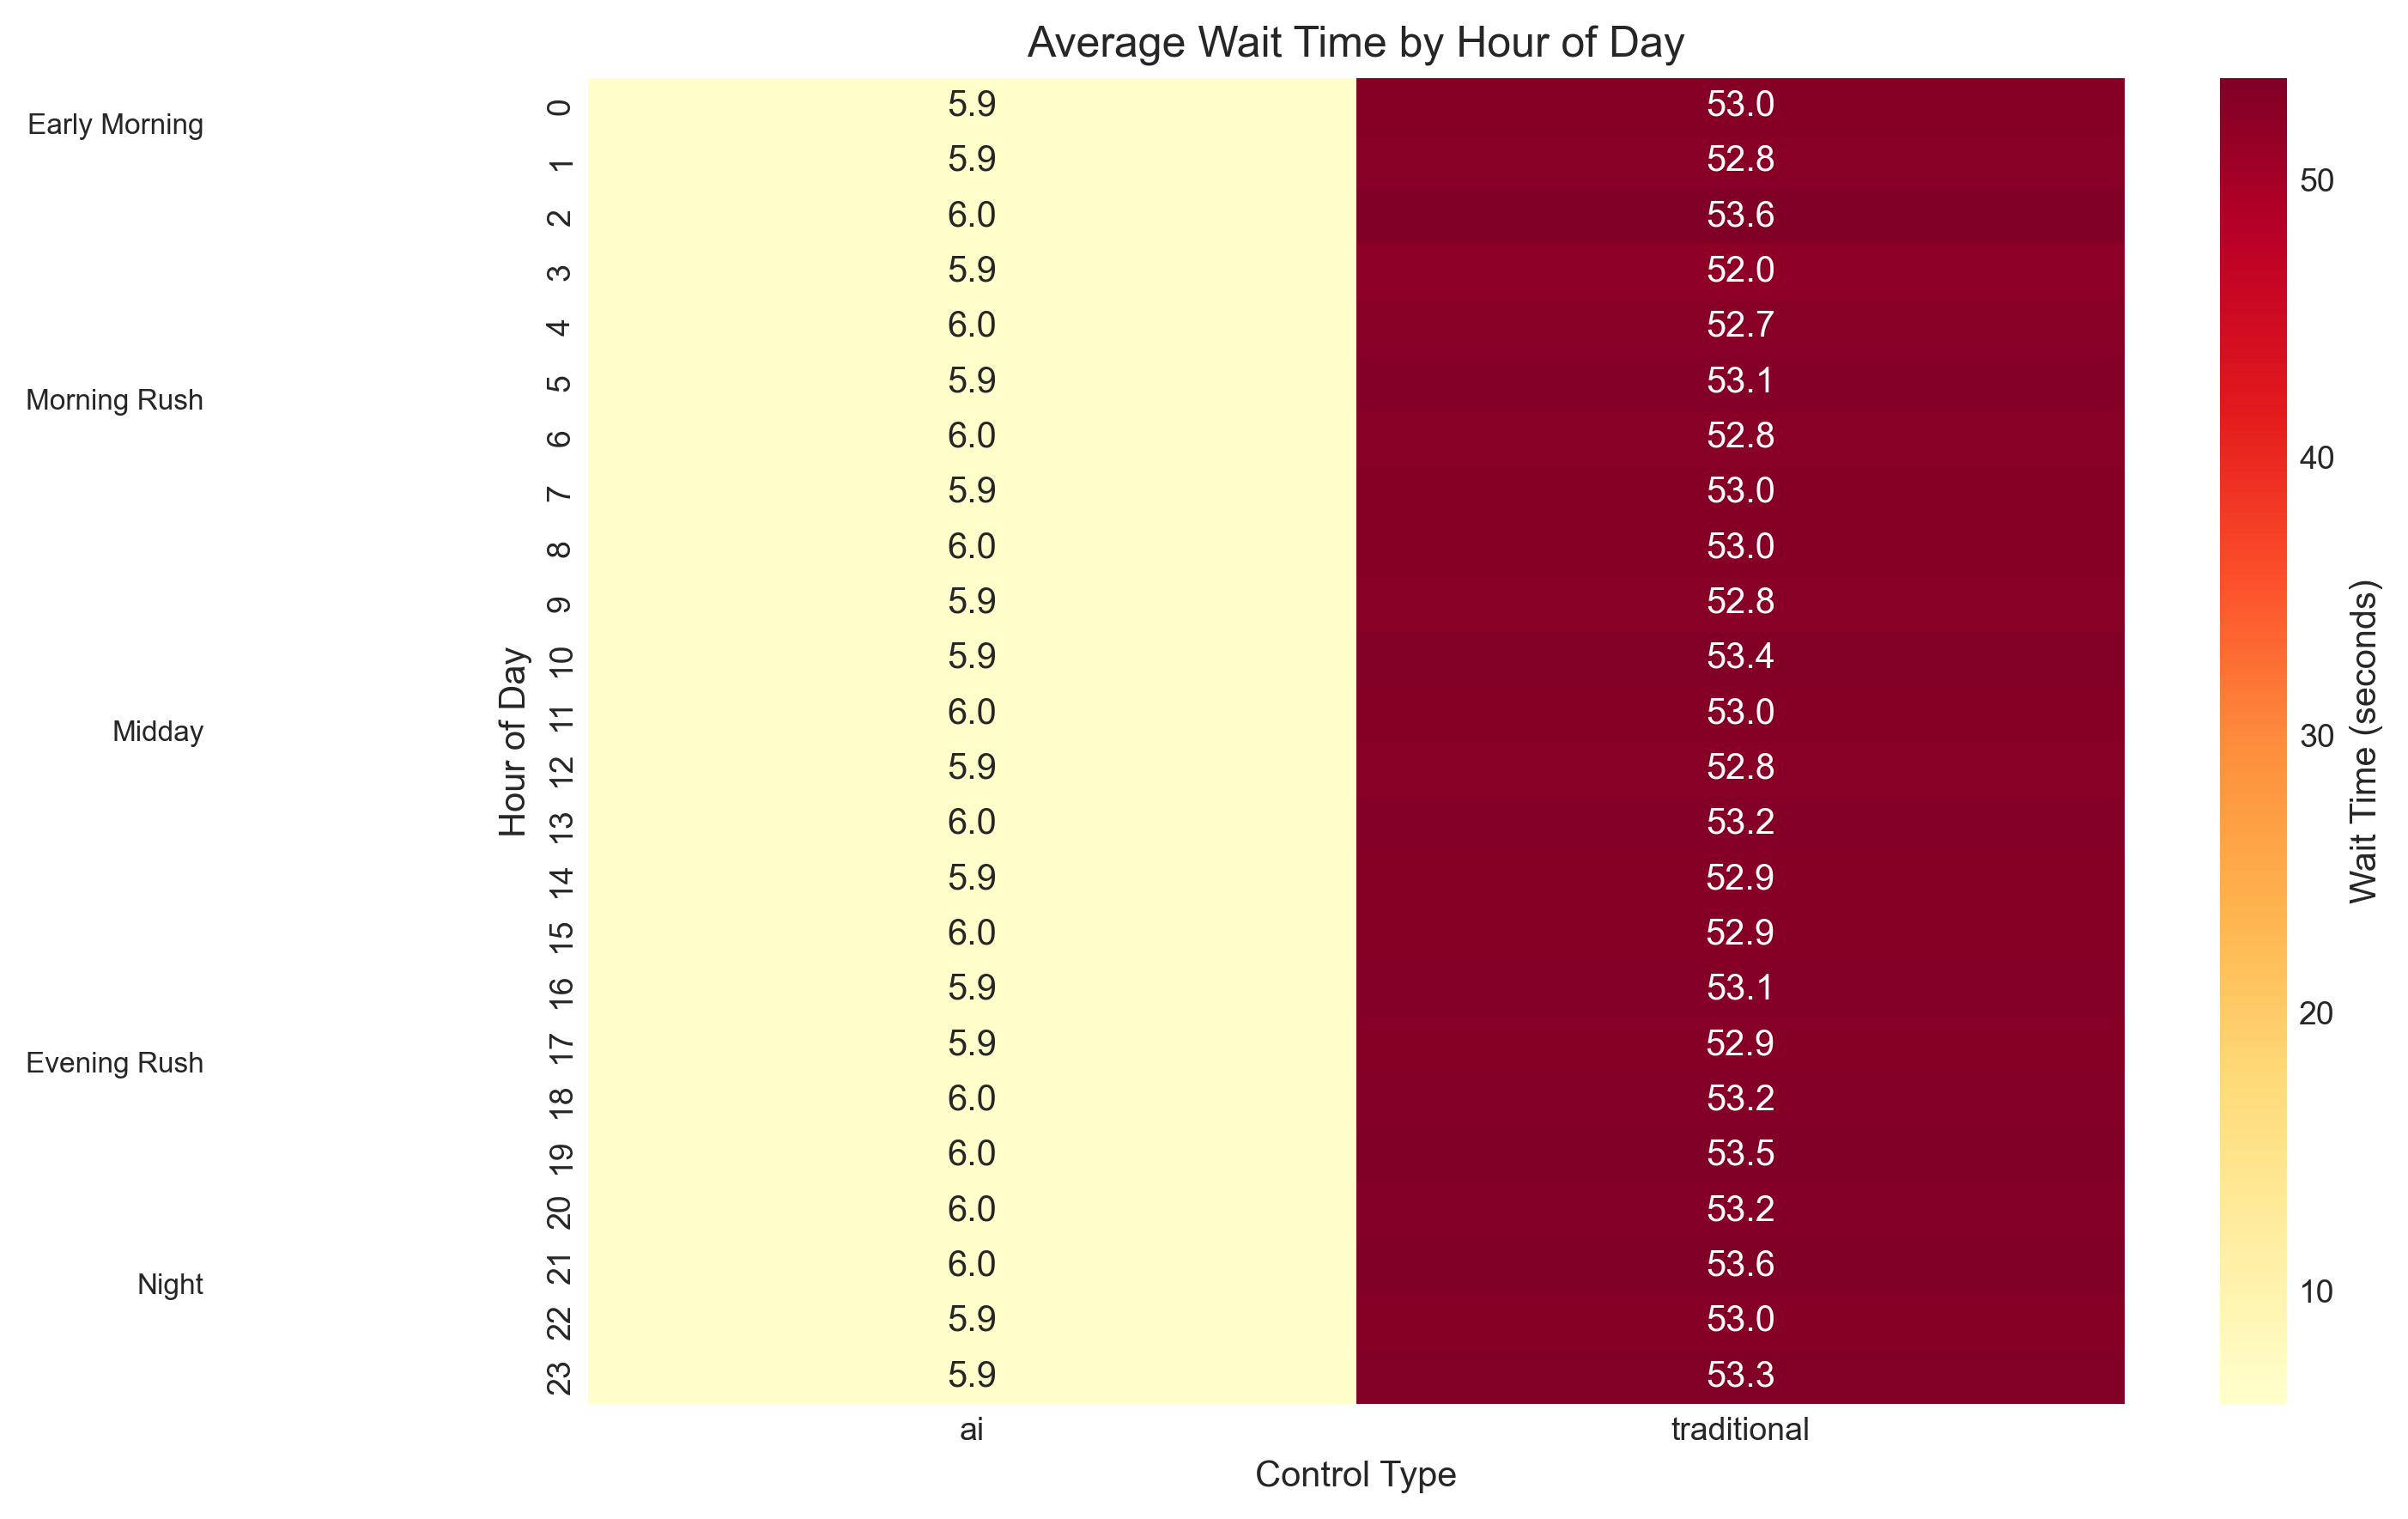 Average Wait Time by Hour of Day
Early Morning
Morning Rush
Midday
Evening Rush
Night
Hour of Day
0 5.9 53.0
1 5.9 52.8
2 6.0 53.6
3 5.9 52.0
4 6.0 52.7
5 5.9 53.1
6 6.0 52.8
7 5.9 53.0
8 6.0 53.0
9 5.9 52.8
10 5.9 53.4
11 6.0 53.0
12 5.9 52.8
13 6.0 53.2
14 5.9 52.9
15 6.0 52.9
16 5.9 53.1
17 5.9 52.9
18 6.0 53.2
19 6.0 53.5
20 6.0 53.2
21 6.0 53.6
22 5.9 53.0
23 5.9 53.3
ai traditional
Control Type
50
40
30
20
10
Wait Time (seconds)